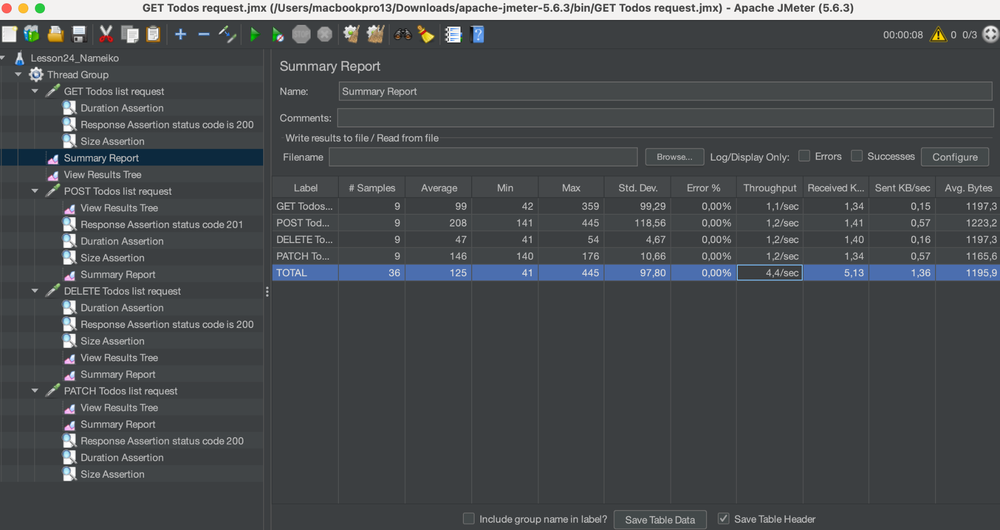 GET Todos request.jmx (/Users/macbookpro13/Downloads/apache-jmeter-5.6.3/bin/GET Todos request.jmx) - Apache JMeter (5.6.3)
STOP
00:00:08 0 0/3
Lesson24_Nameiko
Thread Group
GET Todos list request
Duration Assertion
Response Assertion status code is 200
Size Assertion
Summary Report
View Results Tree
POST Todos list request
View Results Tree
Response Assertion status code 201
Duration Assertion
Size Assertion
Summary Report
DELETE Todos list request
Duration Assertion
Response Assertion status code is 200
Size Assertion
View Results Tree
Summary Report
PATCH Todos list request
View Results Tree
Summary Report
Response Assertion status code 200
Duration Assertion
Size Assertion
Summary Report
Name: Summary Report
Comments:
Write results to file / Read from file
Filename Browse... Log/Display Only: Errors Successes Configure
Label # Samples Average Min Max Std. Dev. Error % Throughput Received K... Sent KB/sec Avg. Bytes
GET Todos... 9 99 42 359 99,29 0,00% 1,1/sec 1,34 0,15 1197,3
POST Tod... 9 208 141 445 118,56 0,00% 1,2/sec 1,41 0,57 1223,2
DELETE To... 9 47 41 54 4,67 0,00% 1,2/sec 1,40 0,16 1197,3
PATCH To... 9 146 140 176 10,66 0,00% 1,2/sec 1,34 0,57 1165,6
TOTAL 36 125 41 445 97,80 0,00% 4,4/sec 5,13 1,36 1195,9
Include group name in label? Save Table Data Save Table Header